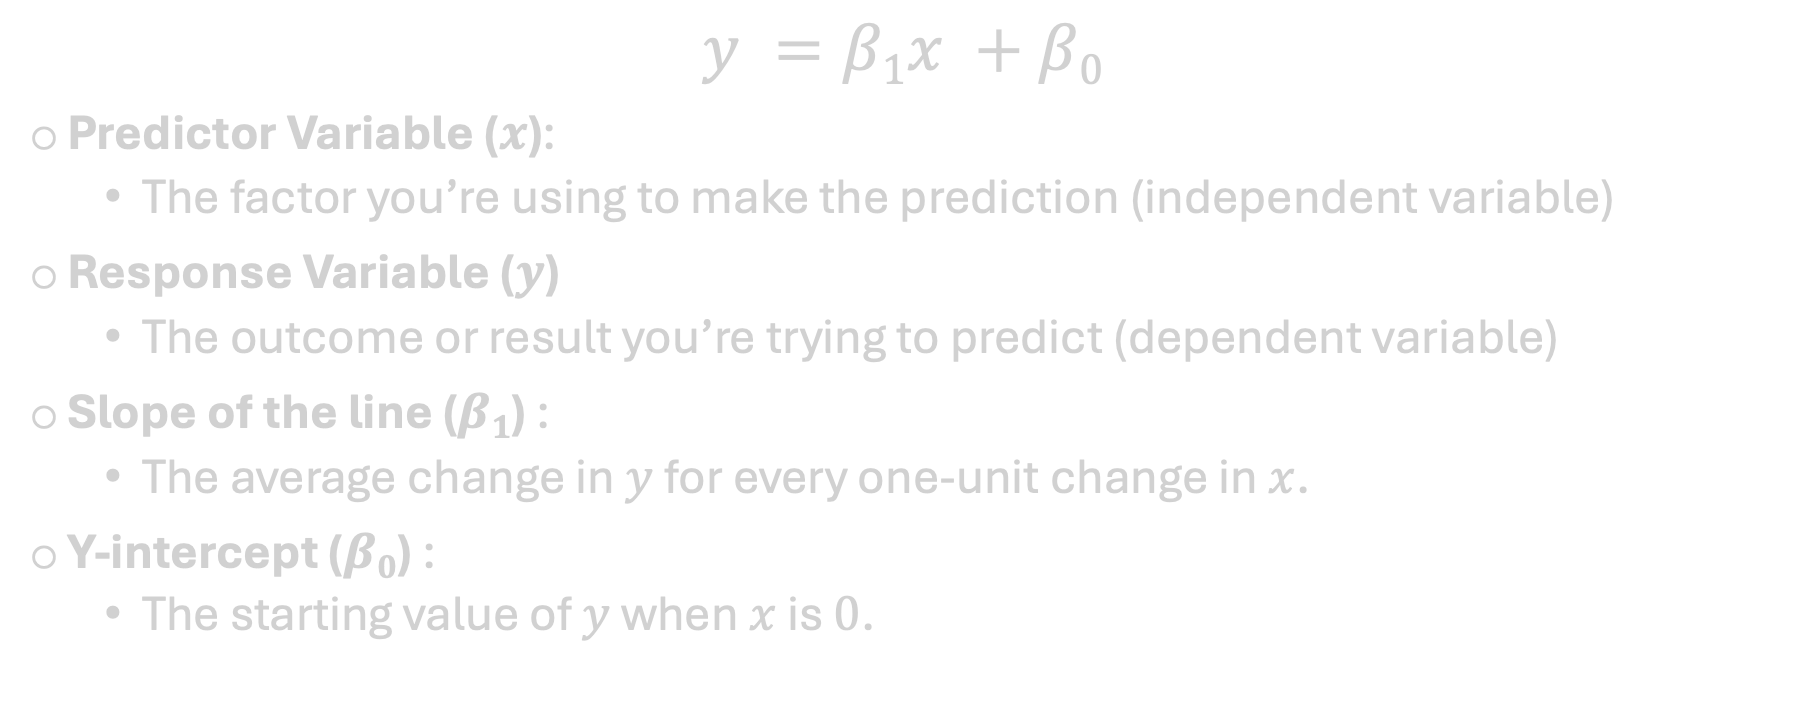 y = β₁x + β₀
○ Predictor Variable (x):
• The factor you’re using to make the prediction (independent variable)
○ Response Variable (y)
• The outcome or result you’re trying to predict (dependent variable)
○ Slope of the line (β₁) :
• The average change in y for every one-unit change in x.
○ Y-intercept (β₀) :
• The starting value of y when x is 0.